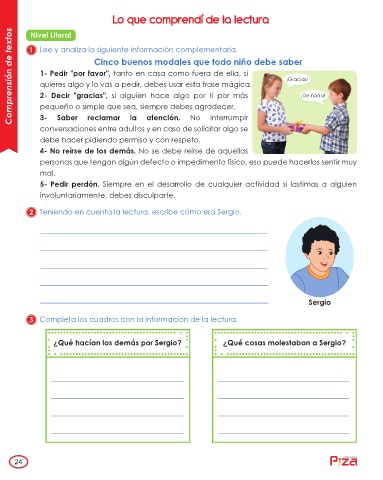 Lo que comprendí de la lectura
Comprensión de textos
Nivel Literal
1 Lee y analiza la siguiente información complementaria.
Cinco buenos modales que todo niño debe saber
1- Pedir "por favor", tanto en casa como fuera de ella, si
quieres algo y lo vas a pedir, debes usar esta frase mágica.
2- Decir "gracias", si alguien hace algo por ti por más
pequeño o simple que sea, siempre debes agradecer.
3- Saber reclamar la atención. No interrumpir
conversaciones entre adultos y en caso de solicitar algo se
debe hacer pidiendo permiso y con respeto.
4- No reírse de los demás. No se debe reírse de aquellas
personas que tengan algún defecto o impedimento físico, eso puede hacerlos sentir muy
mal.
5- Pedir perdón. Siempre en el desarrollo de cualquier actividad si lastimas a alguien
involuntariamente, debes disculparte.
¡Gracias!
¡De nada!
2 Teniendo en cuenta la lectura, escribe cómo era Sergio.
Sergio
3 Completa los cuadros con la información de la lectura.
¿Qué hacían los demás por Sergio?
¿Qué cosas molestaban a Sergio?
24
Piza